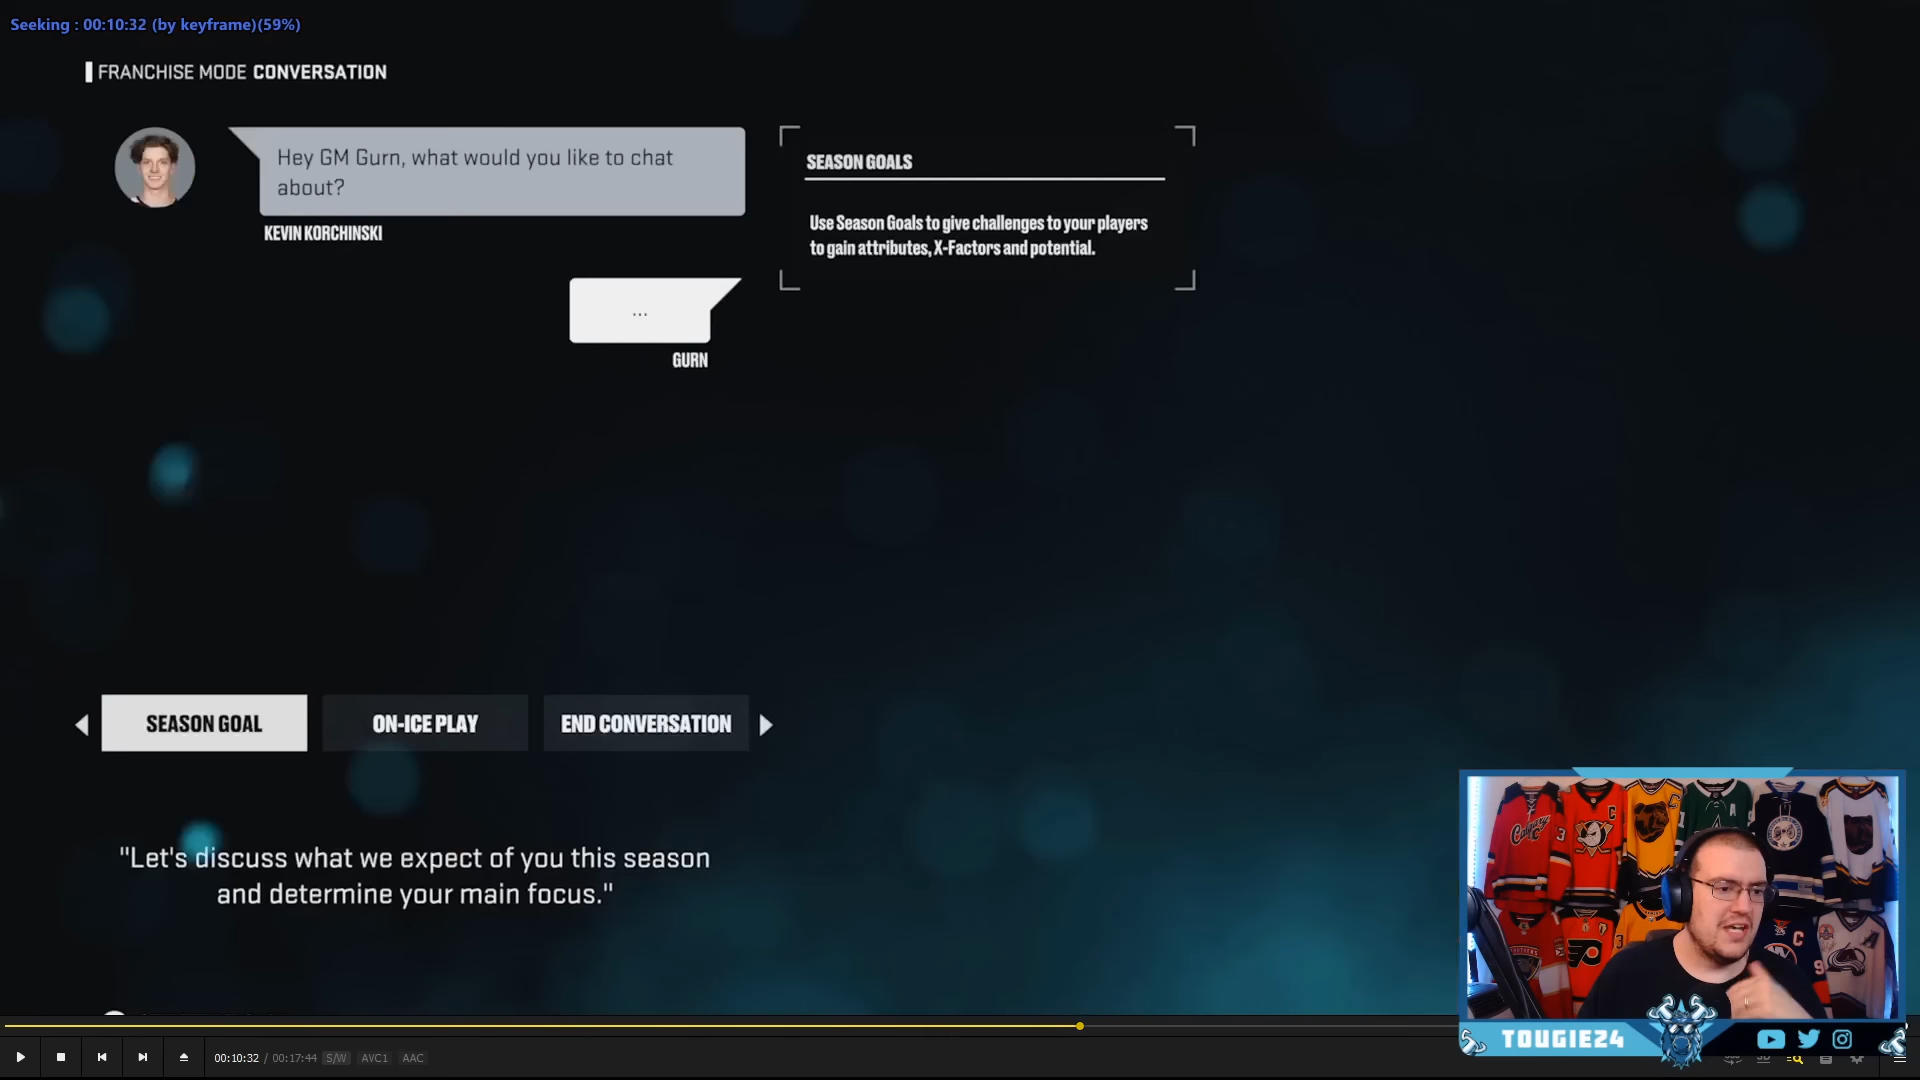 Seeking : 00:10:32 (by keyframe)(59%)
FRANCHISE MODE CONVERSATION
Hey GM Gurn, what would you like to chat
about?
KEVIN KORCHINSKI
SEASON GOALS
Use Season Goals to give challenges to your players
to gain attributes, X-Factors and potential.
...
GURN
SEASON GOAL
ON-ICE PLAY
END CONVERSATION
"Let's discuss what we expect of you this season
and determine your main focus."
Calgary
TOUGIE24
00:10:32 / 00:17:44 S/W AVC1 AAC